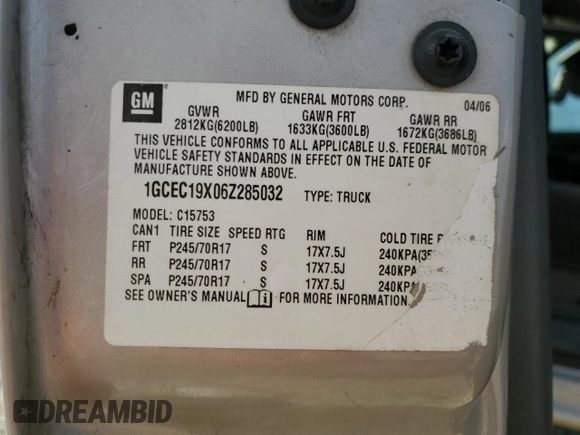 GM
MFD BY GENERAL MOTORS CORP. 04/06
GVWR GAWR FRT GAWR RR
2812KG(6200LB) 1633KG(3600LB) 1672KG(3686LB)
THIS VEHICLE CONFORMS TO ALL APPLICABLE U.S. FEDERAL MOTOR
VEHICLE SAFETY STANDARDS IN EFFECT ON THE DATE OF
MANUFACTURE SHOWN ABOVE.
1GCEC19X06Z285032 TYPE: TRUCK
MODEL: C15753
CAN1 TIRE SIZE SPEED RTG RIM COLD TIRE
FRT P245/70R17 S 17X7.5J 240KPA(35
RR P245/70R17 S 17X7.5J 240KPA
SPA P245/70R17 S 17X7.5J 240KPA
SEE OWNER'S MANUAL FOR MORE INFORMATION.
DREAMBID